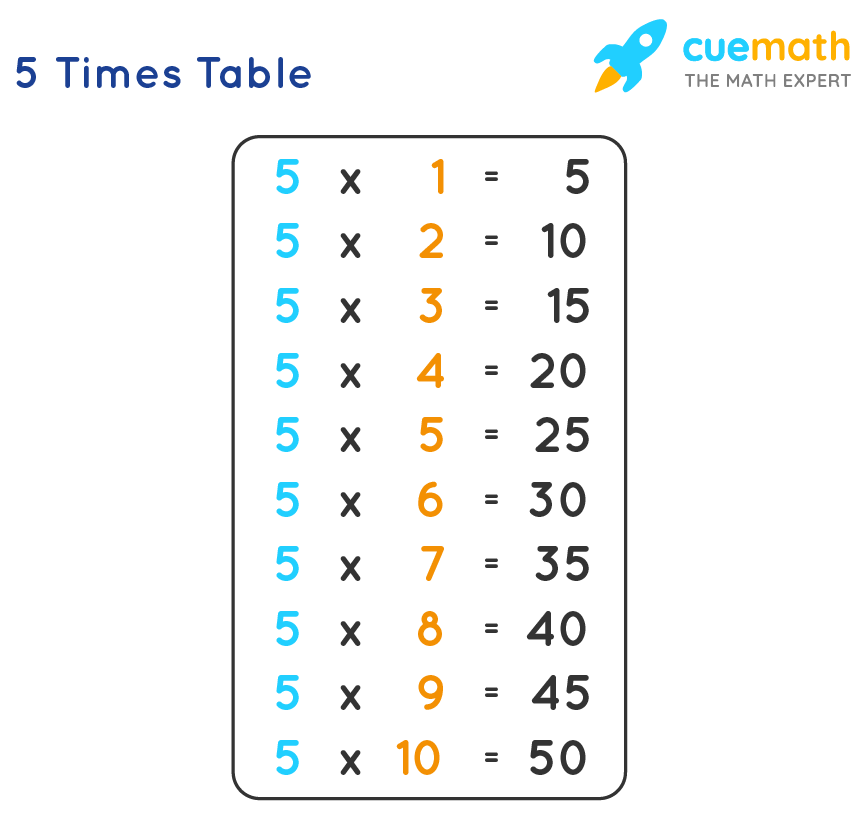 5 Times Table
cuemath
THE MATH EXPERT
5 x 1 = 5
5 x 2 = 10
5 x 3 = 15
5 x 4 = 20
5 x 5 = 25
5 x 6 = 30
5 x 7 = 35
5 x 8 = 40
5 x 9 = 45
5 x 10 = 50